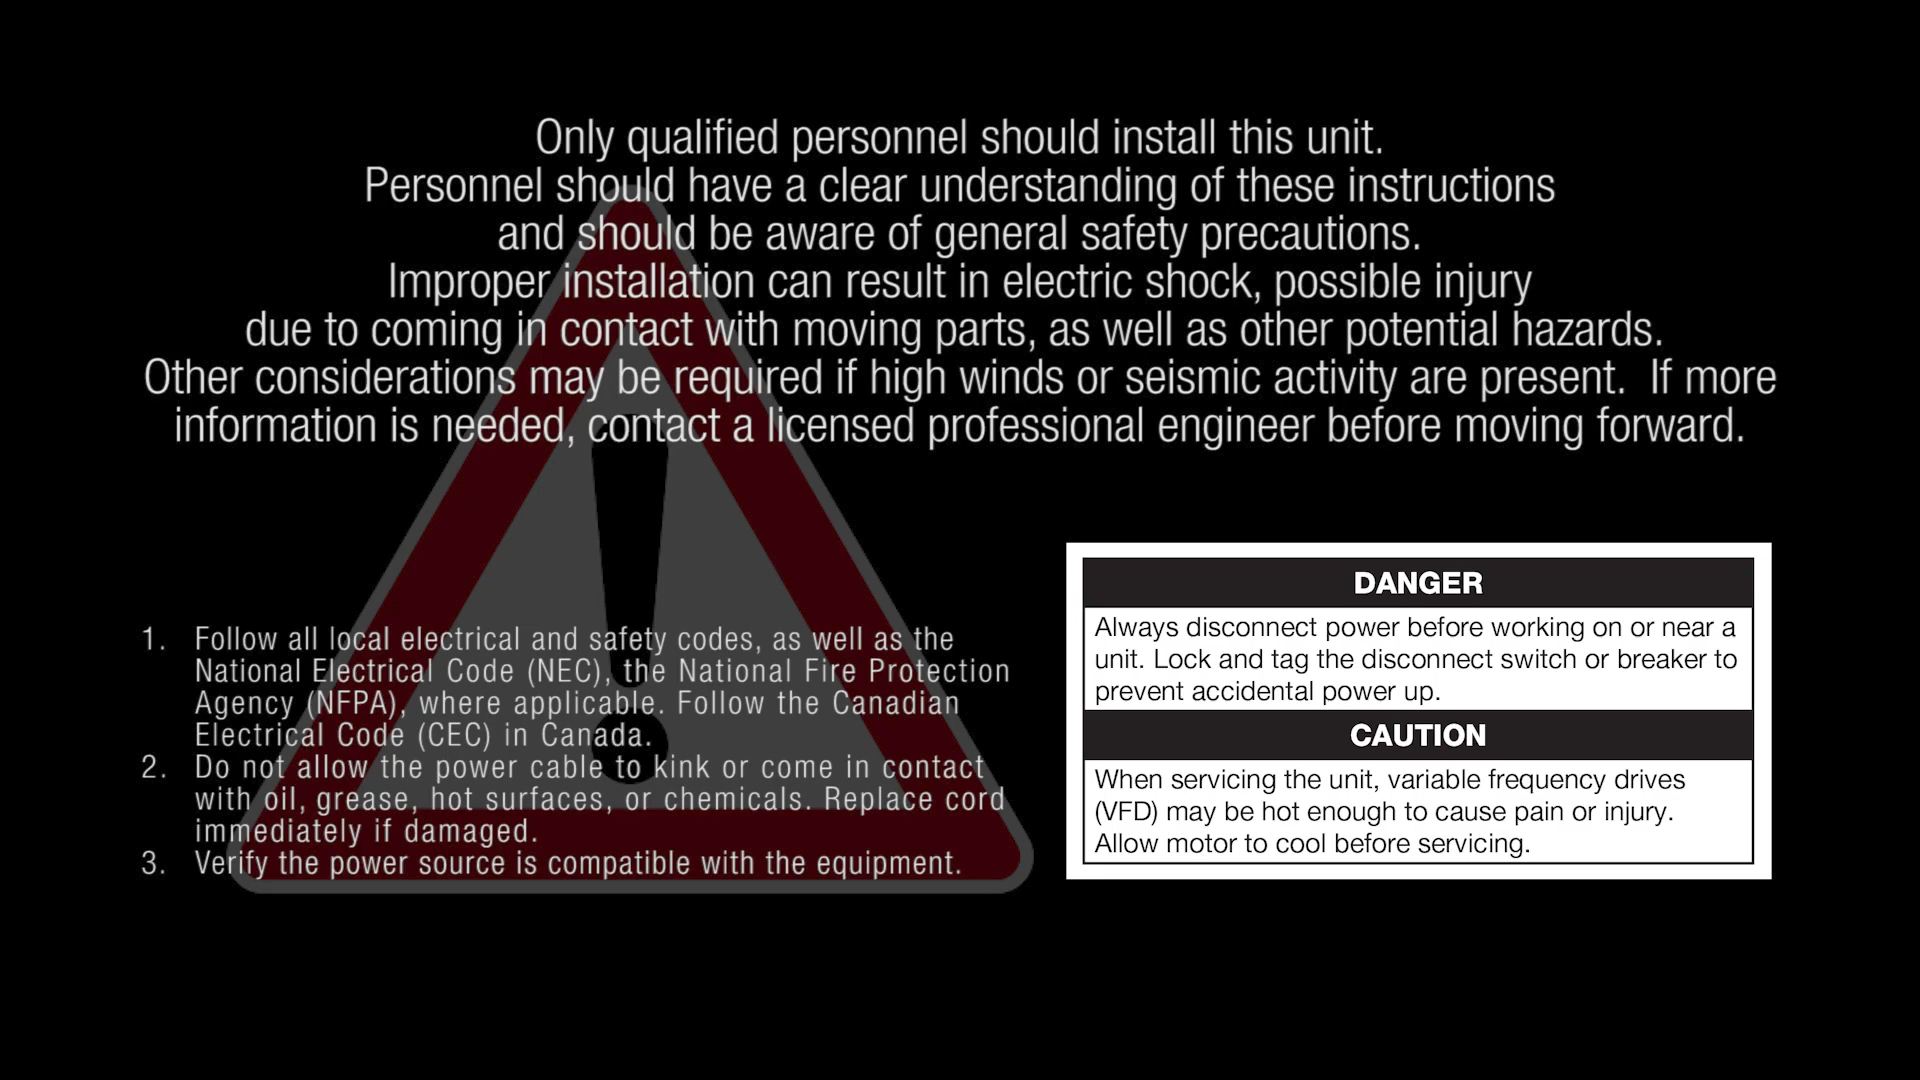 Only qualified personnel should install this unit.
Personnel should have a clear understanding of these instructions
and should be aware of general safety precautions.
Improper installation can result in electric shock, possible injury
due to coming in contact with moving parts, as well as other potential hazards.
Other considerations may be required if high winds or seismic activity are present.  If more
information is needed, contact a licensed professional engineer before moving forward.
1. Follow all local electrical and safety codes, as well as the
National Electrical Code (NEC), the National Fire Protection
Agency (NFPA), where applicable. Follow the Canadian
Electrical Code (CEC) in Canada.
2. Do not allow the power cable to kink or come in contact
with oil, grease, hot surfaces, or chemicals. Replace cord
immediately if damaged.
3. Verify the power source is compatible with the equipment.
DANGER
Always disconnect power before working on or near a
unit. Lock and tag the disconnect switch or breaker to
prevent accidental power up.
CAUTION
When servicing the unit, variable frequency drives
(VFD) may be hot enough to cause pain or injury.
Allow motor to cool before servicing.